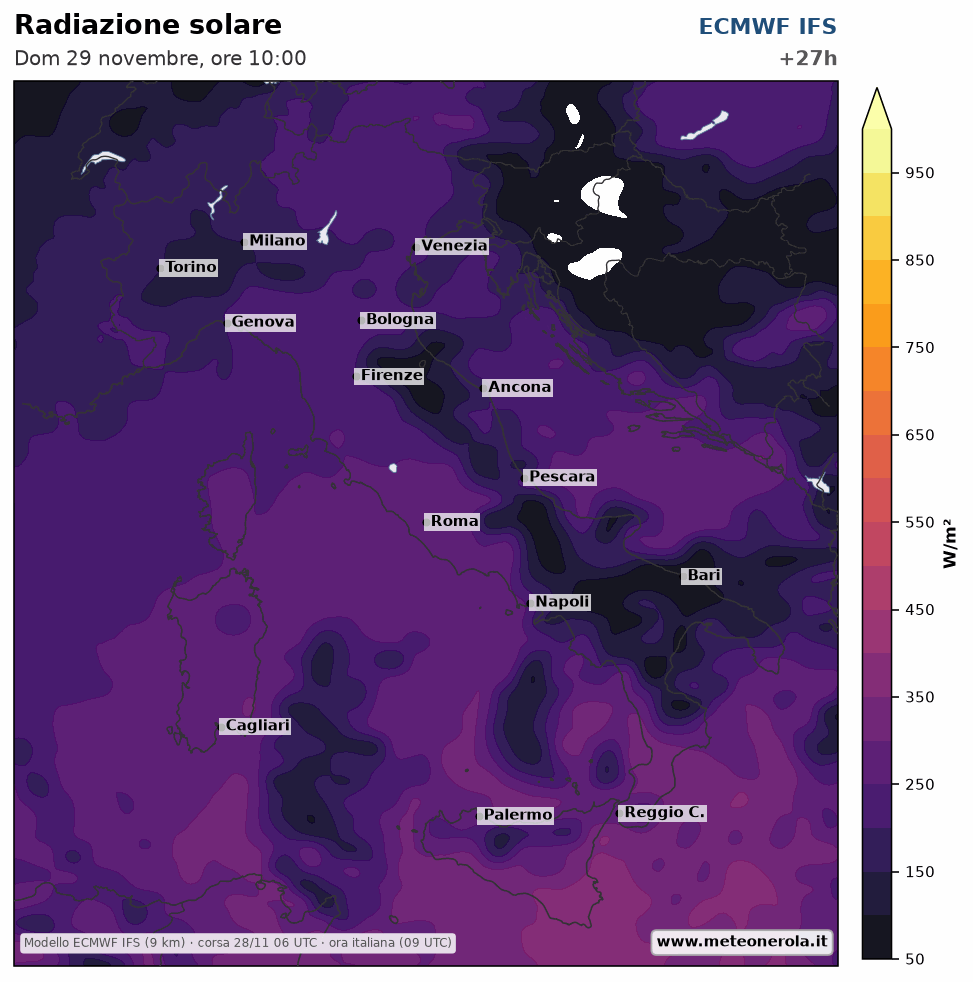 Radiazione solare
ECMWF IFS
Dom 29 novembre, ore 10:00
+27h
Milano
Venezia
Torino
Genova
Bologna
Firenze
Ancona
Pescara
Roma
Bari
Napoli
Cagliari
Palermo
Reggio C.
950
850
750
650
550
450
350
250
150
50
W/m²
Modello ECMWF IFS (9 km) · corsa 28/11 06 UTC · ora italiana (09 UTC)
www.meteonerola.it